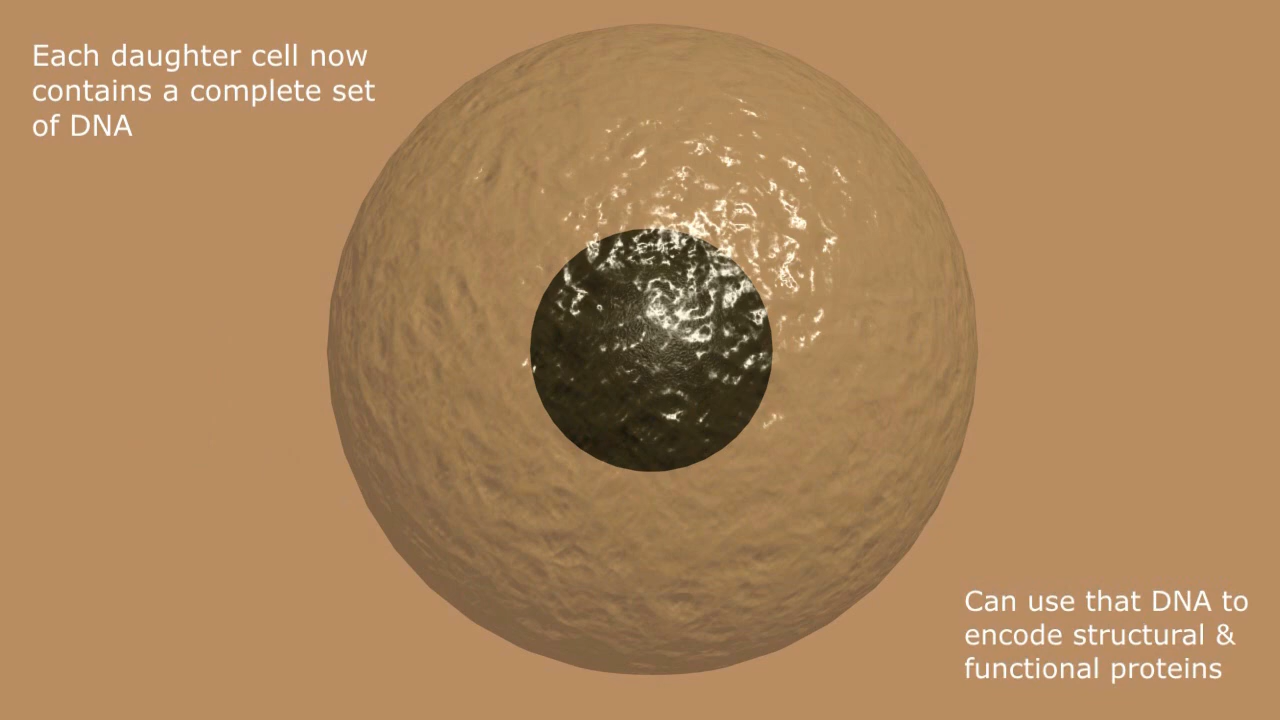 Each daughter cell now
contains a complete set
of DNA
Can use that DNA to
encode structural &
functional proteins